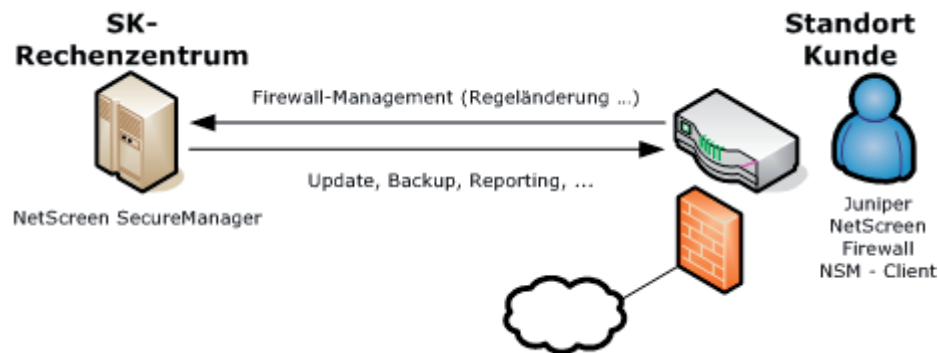 SK-
Rechenzentrum
Standort
Kunde
Firewall-Management (Regeländerung ...)
Update, Backup, Reporting, ...
NetScreen SecureManager
Juniper
NetScreen
Firewall
NSM - Client